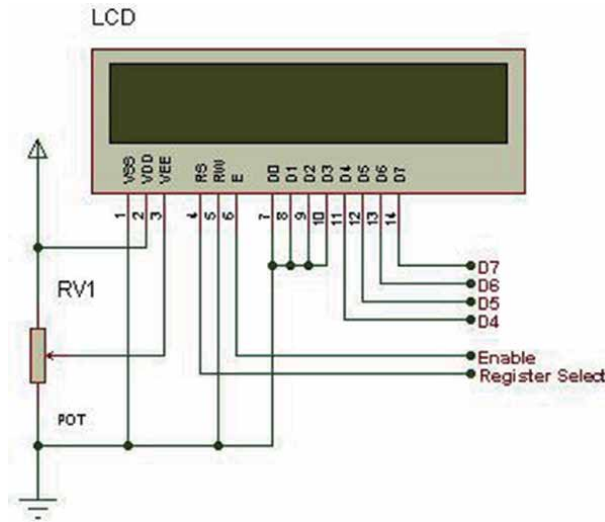 LCD
VSS VDD VEE RS RW E D0 D1 D2 D3 D4 D5 D6 D7
1 2 3 4 5 6 7 8 9 10 11 12 13 14
D7
D6
D5
D4
RV1
Enable
Register Select
POT